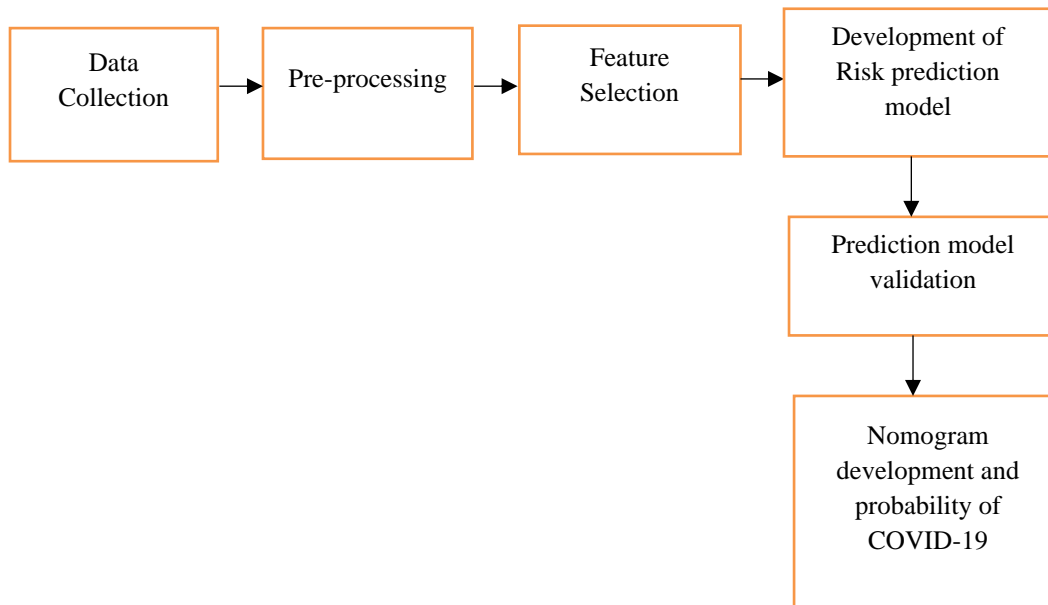 Data
Collection
Pre-processing
Feature
Selection
Development of
Risk prediction
model
Prediction model
validation
Nomogram
development and
probability of
COVID-19